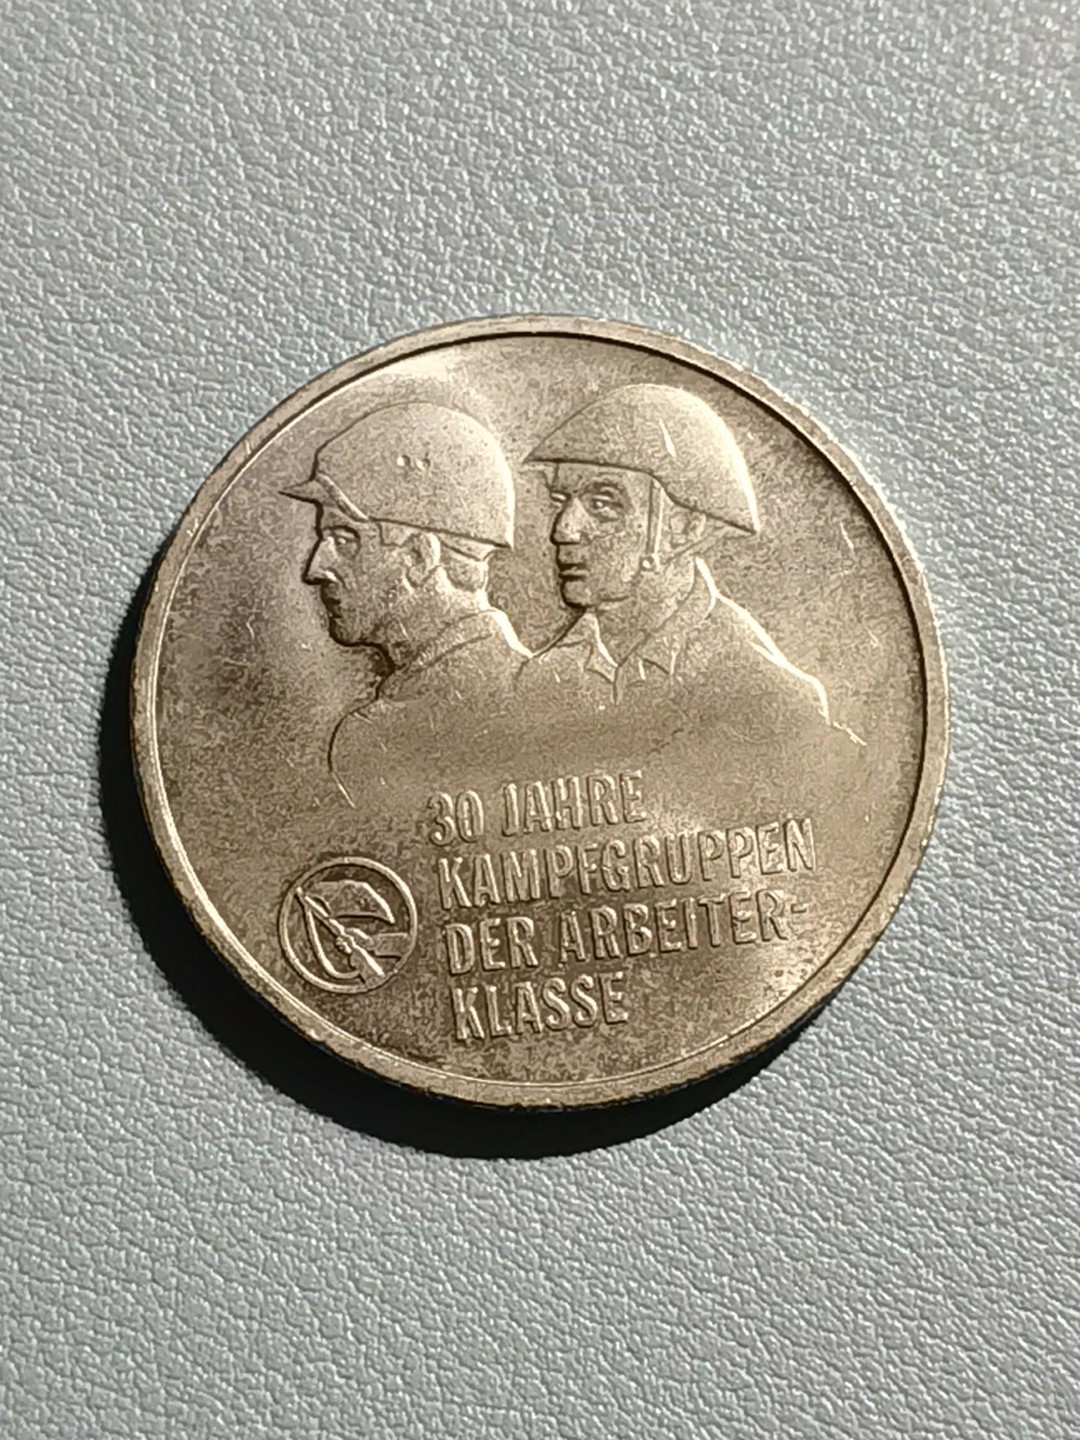 30 JAHRE
KAMPFGRUPPEN
DER ARBEITER-
KLASSE